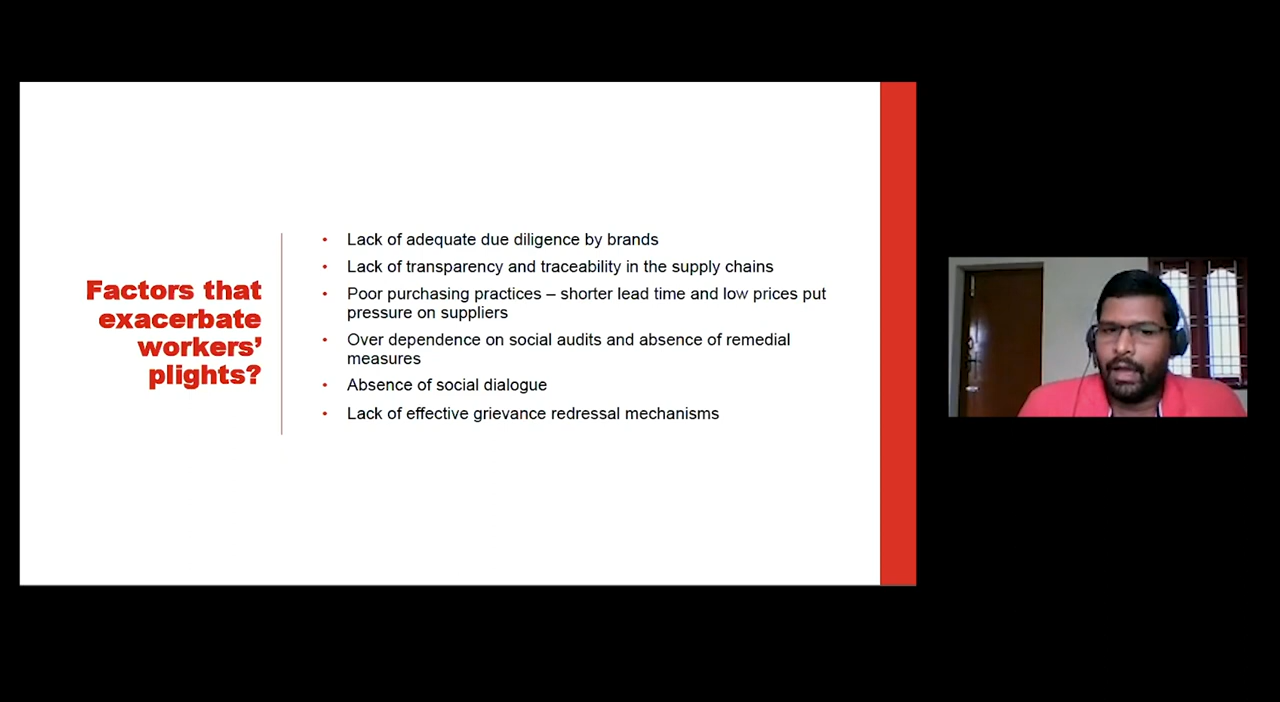 Factors that
exacerbate
workers’
plights?
• Lack of adequate due diligence by brands
• Lack of transparency and traceability in the supply chains
• Poor purchasing practices – shorter lead time and low prices put
pressure on suppliers
• Over dependence on social audits and absence of remedial
measures
• Absence of social dialogue
• Lack of effective grievance redressal mechanisms